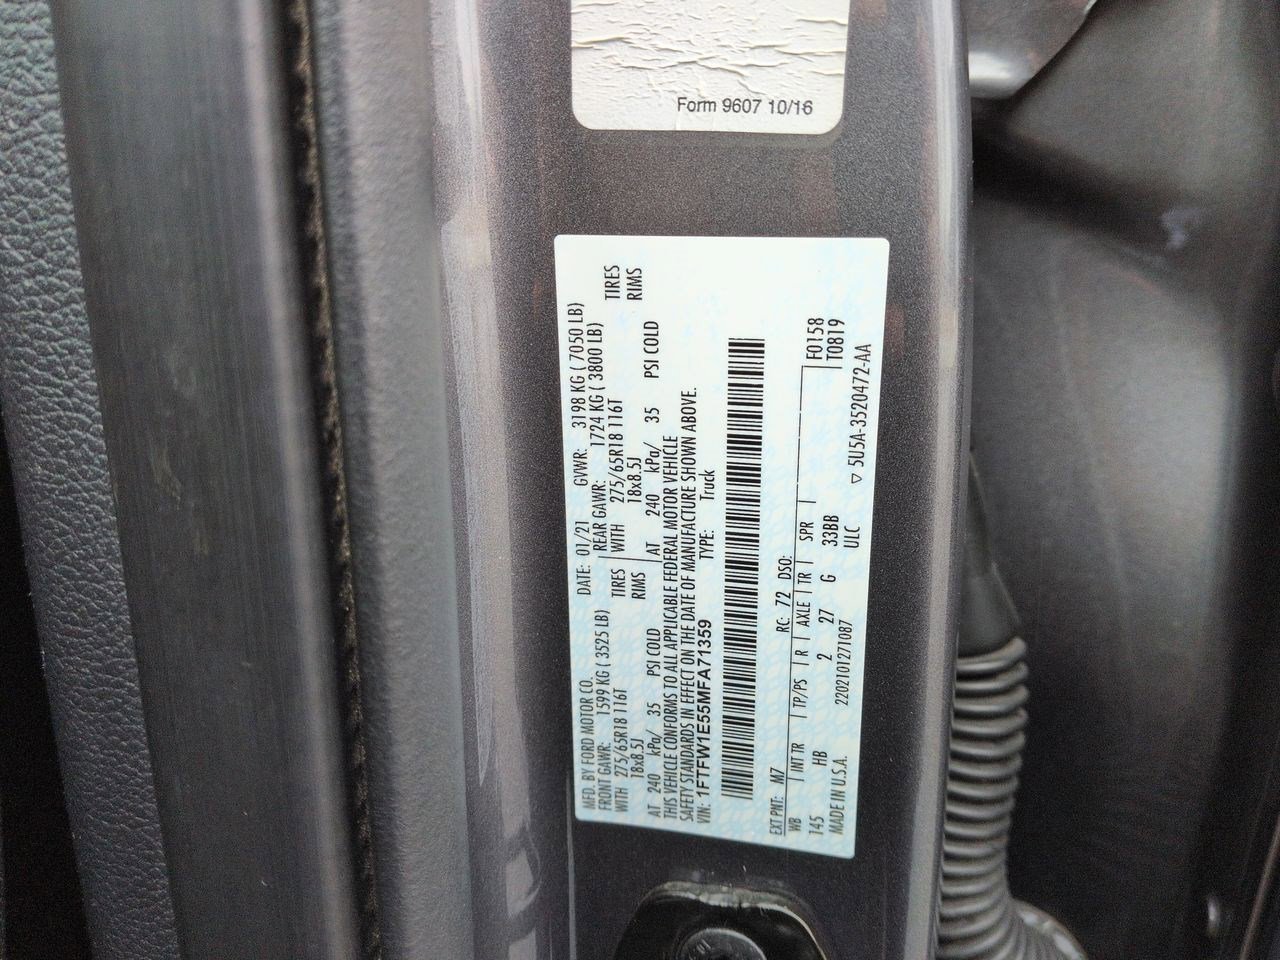 Form 9607 10/16
MFD. BY FORD MOTOR CO. DATE: 01/21 GVWR: 3198 KG ( 7050 LB)
FRONT GAWR: 1599 KG ( 3525 LB) REAR GAWR: 1724 KG ( 3800 LB)
WITH 275/65R18 116T TIRES WITH 275/65R18 116T TIRES
18x8.5J RIMS 18x8.5J RIMS
AT 240 kPa/ 35 PSI COLD AT 240 kPa/ 35 PSI COLD
THIS VEHICLE CONFORMS TO ALL APPLICABLE FEDERAL MOTOR VEHICLE
SAFETY STANDARDS IN EFFECT ON THE DATE OF MANUFACTURE SHOWN ABOVE.
VIN: 1FTFW1E55MFA71359 TYPE: Truck
EXT PNT: M7 RC: 72 DSO:
WB INT TR TP/PS R AXLE TR SPR F0158
145 HB 2 27 G 33BB T0819
MADE IN U.S.A. 220210127​1087 ULC ▽ 5U5A-3520472-AA